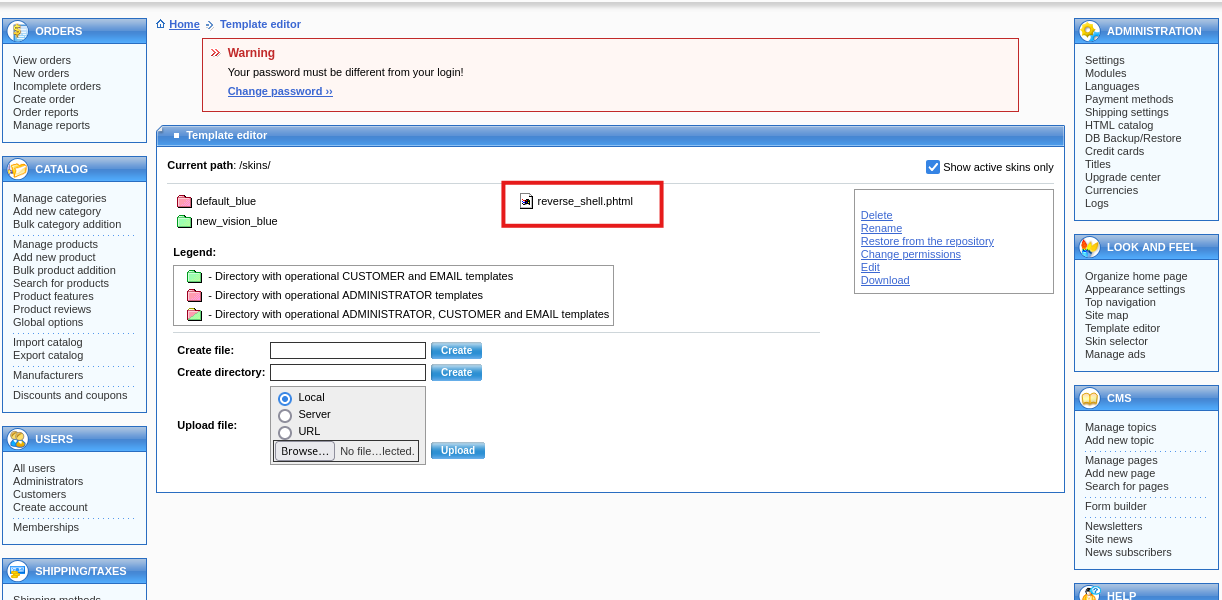 ORDERS
View orders
New orders
Incomplete orders
Create order
Order reports
Manage reports
CATALOG
Manage categories
Add new category
Bulk category addition
Manage products
Add new product
Bulk product addition
Search for products
Product features
Product reviews
Global options
Import catalog
Export catalog
Manufacturers
Discounts and coupons
USERS
All users
Administrators
Customers
Create account
Memberships
SHIPPING/TAXES
Shipping methods
Home Template editor
Warning
Your password must be different from your login!
Change password ››
Template editor
Current path: /skins/
Show active skins only
default_blue
new_vision_blue
reverse_shell.phtml
Delete
Rename
Restore from the repository
Change permissions
Edit
Download
Legend:
- Directory with operational CUSTOMER and EMAIL templates
- Directory with operational ADMINISTRATOR templates
- Directory with operational ADMINISTRATOR, CUSTOMER and EMAIL templates
Create file: Create
Create directory: Create
Upload file:
Local
Server
URL
Browse... No file...lected. Upload
ADMINISTRATION
Settings
Modules
Languages
Payment methods
Shipping settings
HTML catalog
DB Backup/Restore
Credit cards
Titles
Upgrade center
Currencies
Logs
LOOK AND FEEL
Organize home page
Appearance settings
Top navigation
Site map
Template editor
Skin selector
Manage ads
CMS
Manage topics
Add new topic
Manage pages
Add new page
Search for pages
Form builder
Newsletters
Site news
News subscribers
HELP